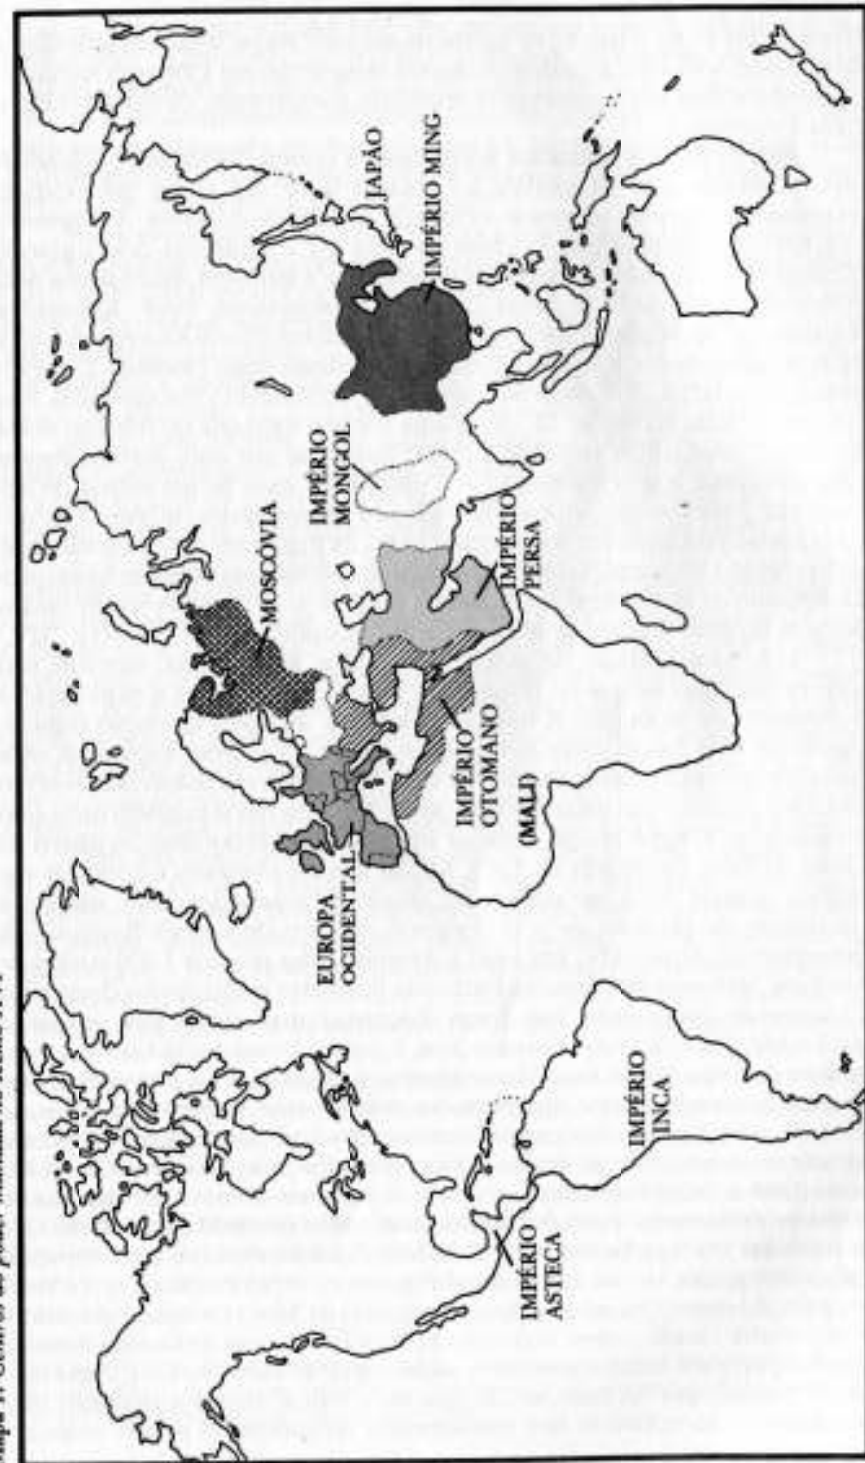 EUROPA
OCIDENTAL
MOSCÓVIA
IMPÉRIO
MONGOL
JAPÃO
IMPÉRIO MING
IMPÉRIO
PERSA
IMPÉRIO
OTOMANO
(MALI)
IMPÉRIO
ASTECA
IMPÉRIO
INCA